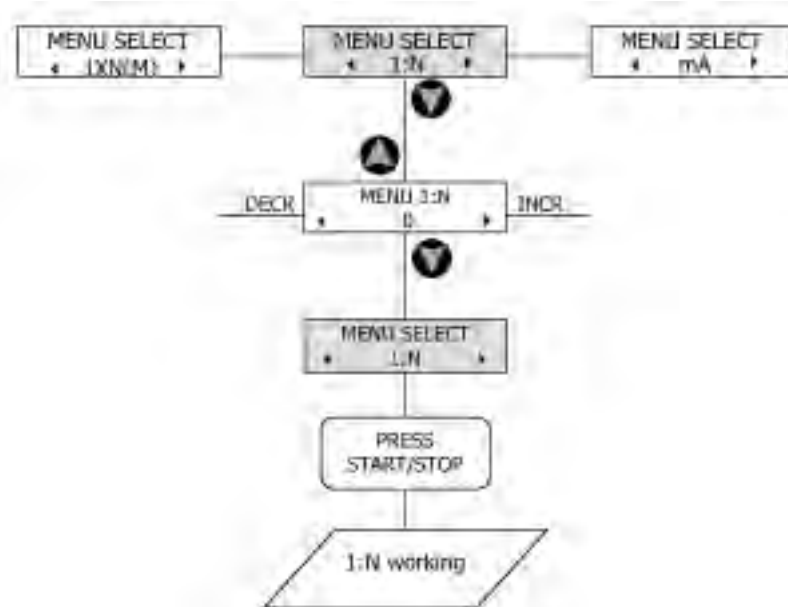 MENU SELECT
1XN(M)
MENU SELECT
1:N
MENU SELECT
mA
DECR
MENU 1:N
0
INCR
MENU SELECT
1:N
PRESS
START/STOP
1:N working